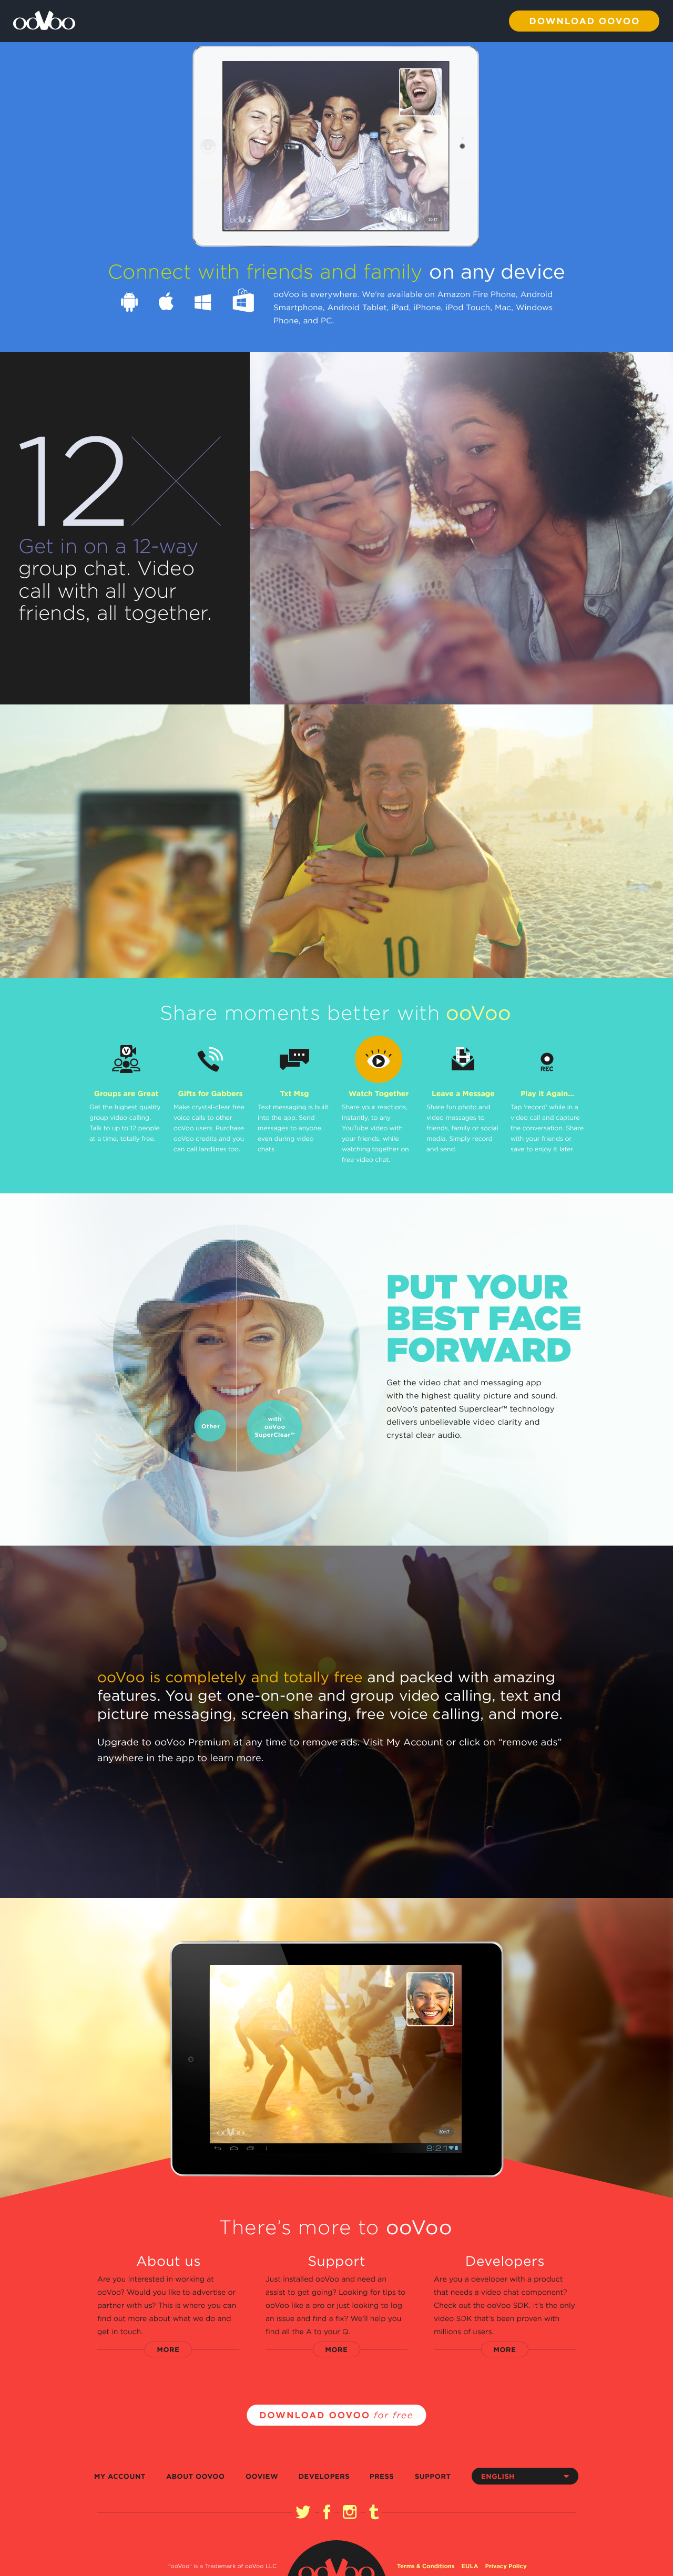 ooVoo
DOWNLOAD OOVOO
ooVoo
30:17
Connect with friends and family on any device
ooVoo is everywhere. We're available on Amazon Fire Phone, Android
Smartphone, Android Tablet, iPad, iPhone, iPod Touch, Mac, Windows
Phone, and PC.
12X
Get in on a 12-way
group chat. Video
call with all your
friends, all together.
10
Share moments better with ooVoo
REC
Groups are Great
Get the highest quality
group video calling.
Talk to up to 12 people
at a time, totally free.
Gifts for Gabbers
Make crystal-clear free
voice calls to other
ooVoo users. Purchase
ooVoo credits and you
can call landlines too.
Txt Msg
Text messaging is built
into the app. Send
messages to anyone,
even during video
chats.
Watch Together
Share your reactions,
instantly, to any
YouTube video with
your friends, while
watching together on
free video chat.
Leave a Message
Share fun photo and
video messages to
friends, family or social
media. Simply record
and send.
Play it Again...
Tap 'record' while in a
video call and capture
the conversation. Share
with your friends or
save to enjoy it later.
PUT YOUR
BEST FACE
FORWARD
Get the video chat and messaging app
with the highest quality picture and sound.
ooVoo's patented Superclear™ technology
delivers unbelievable video clarity and
crystal clear audio.
Other
with
ooVoo
SuperClear™
ooVoo is completely and totally free and packed with amazing
features. You get one-on-one and group video calling, text and
picture messaging, screen sharing, free voice calling, and more.
Upgrade to ooVoo Premium at any time to remove ads. Visit My Account or click on “remove ads”
anywhere in the app to learn more.
ooVoo
30:17
8:21
There's more to ooVoo
About us
Are you interested in working at
ooVoo? Would you like to advertise or
partner with us? This is where you can
find out more about what we do and
get in touch.
MORE
Support
Just installed ooVoo and need an
assist to get going? Looking for tips to
ooVoo like a pro or just looking to log
an issue and find a fix? We'll help you
find all the A to your Q.
MORE
Developers
Are you a developer with a product
that needs a video chat component?
Check out the ooVoo SDK. It's the only
video SDK that's been proven with
millions of users.
MORE
DOWNLOAD OOVOO for free
MY ACCOUNT ABOUT OOVOO OOVIEW DEVELOPERS PRESS SUPPORT ENGLISH
"ooVoo" is a Trademark of ooVoo LLC
ooVoo
Terms & Conditions EULA Privacy Policy